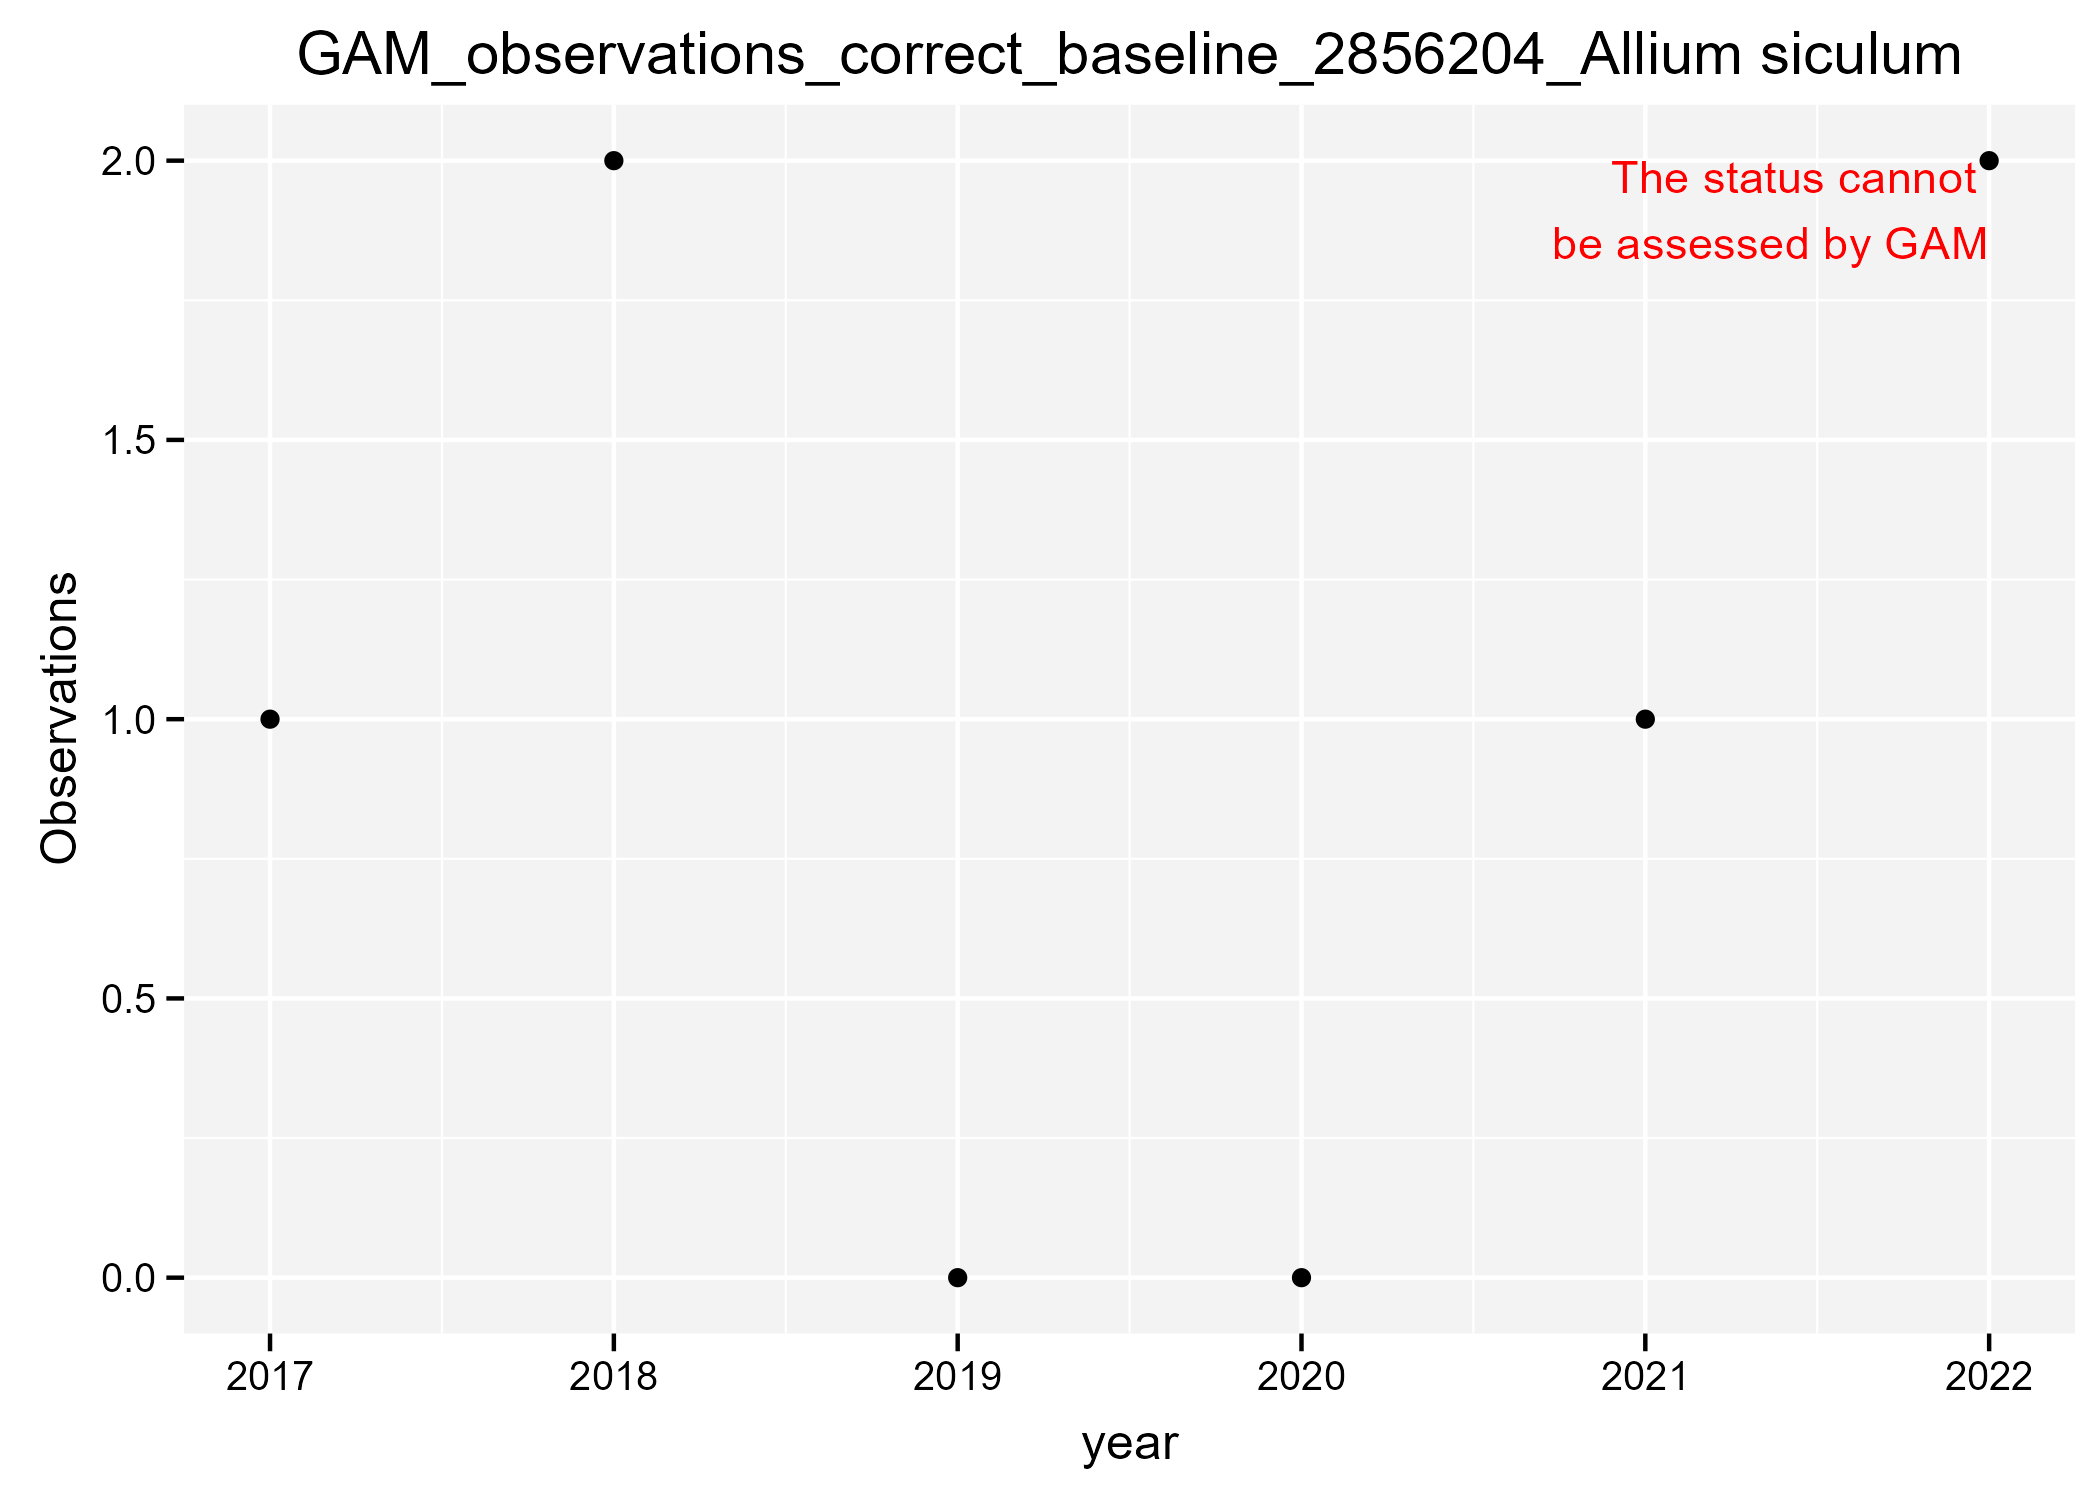 GAM_observations_correct_baseline_2856204_Allium siculum
2.0
The status cannot
be assessed by GAM
1.5
Observations
1.0
0.5
0.0
2017 2018 2019 2020 2021 2022
year